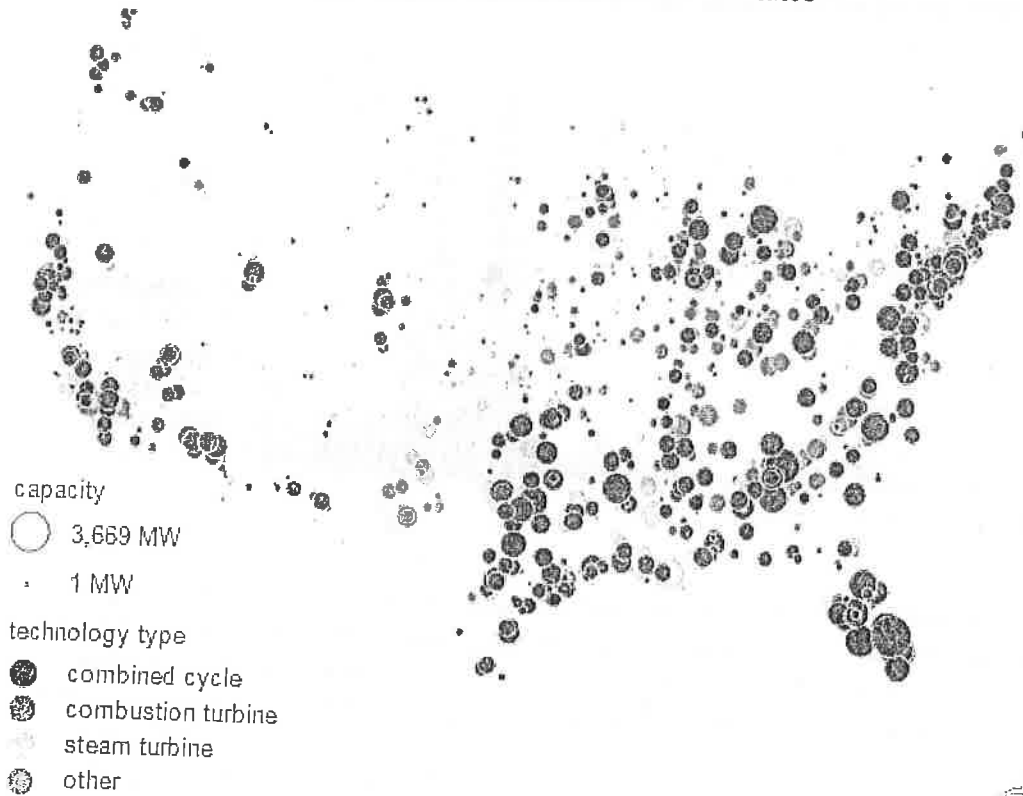 capacity
3,669 MW
1 MW
technology type
combined cycle
combustion turbine
steam turbine
other